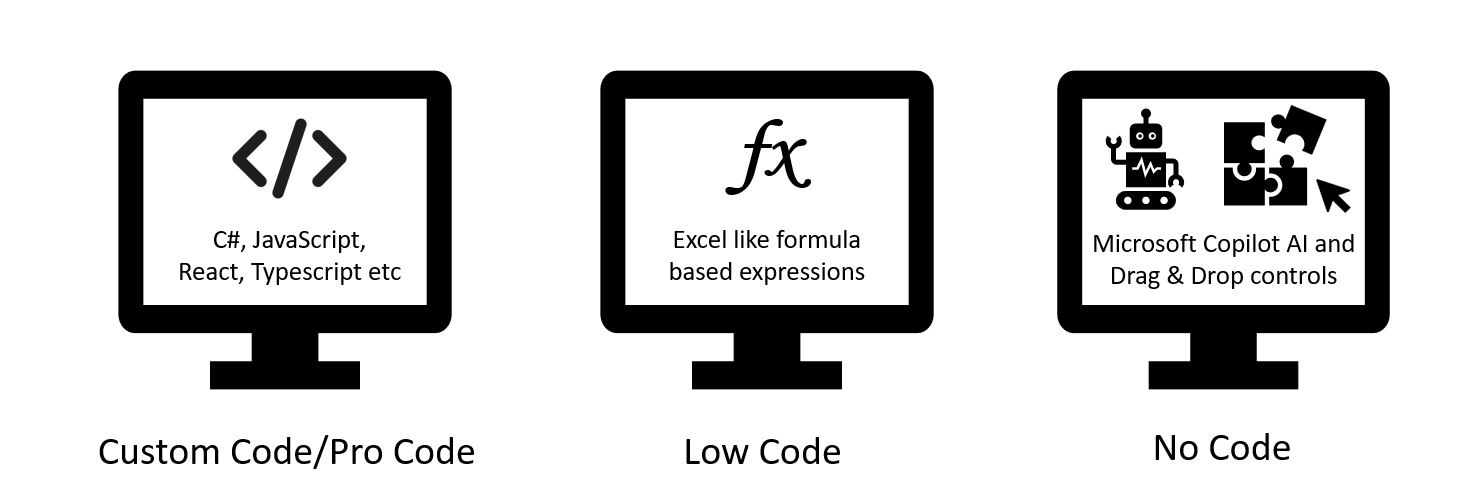 </>
fx
C#, JavaScript,
React, Typescript etc
Excel like formula
based expressions
Microsoft Copilot AI and
Drag & Drop controls
Custom Code/Pro Code
Low Code
No Code